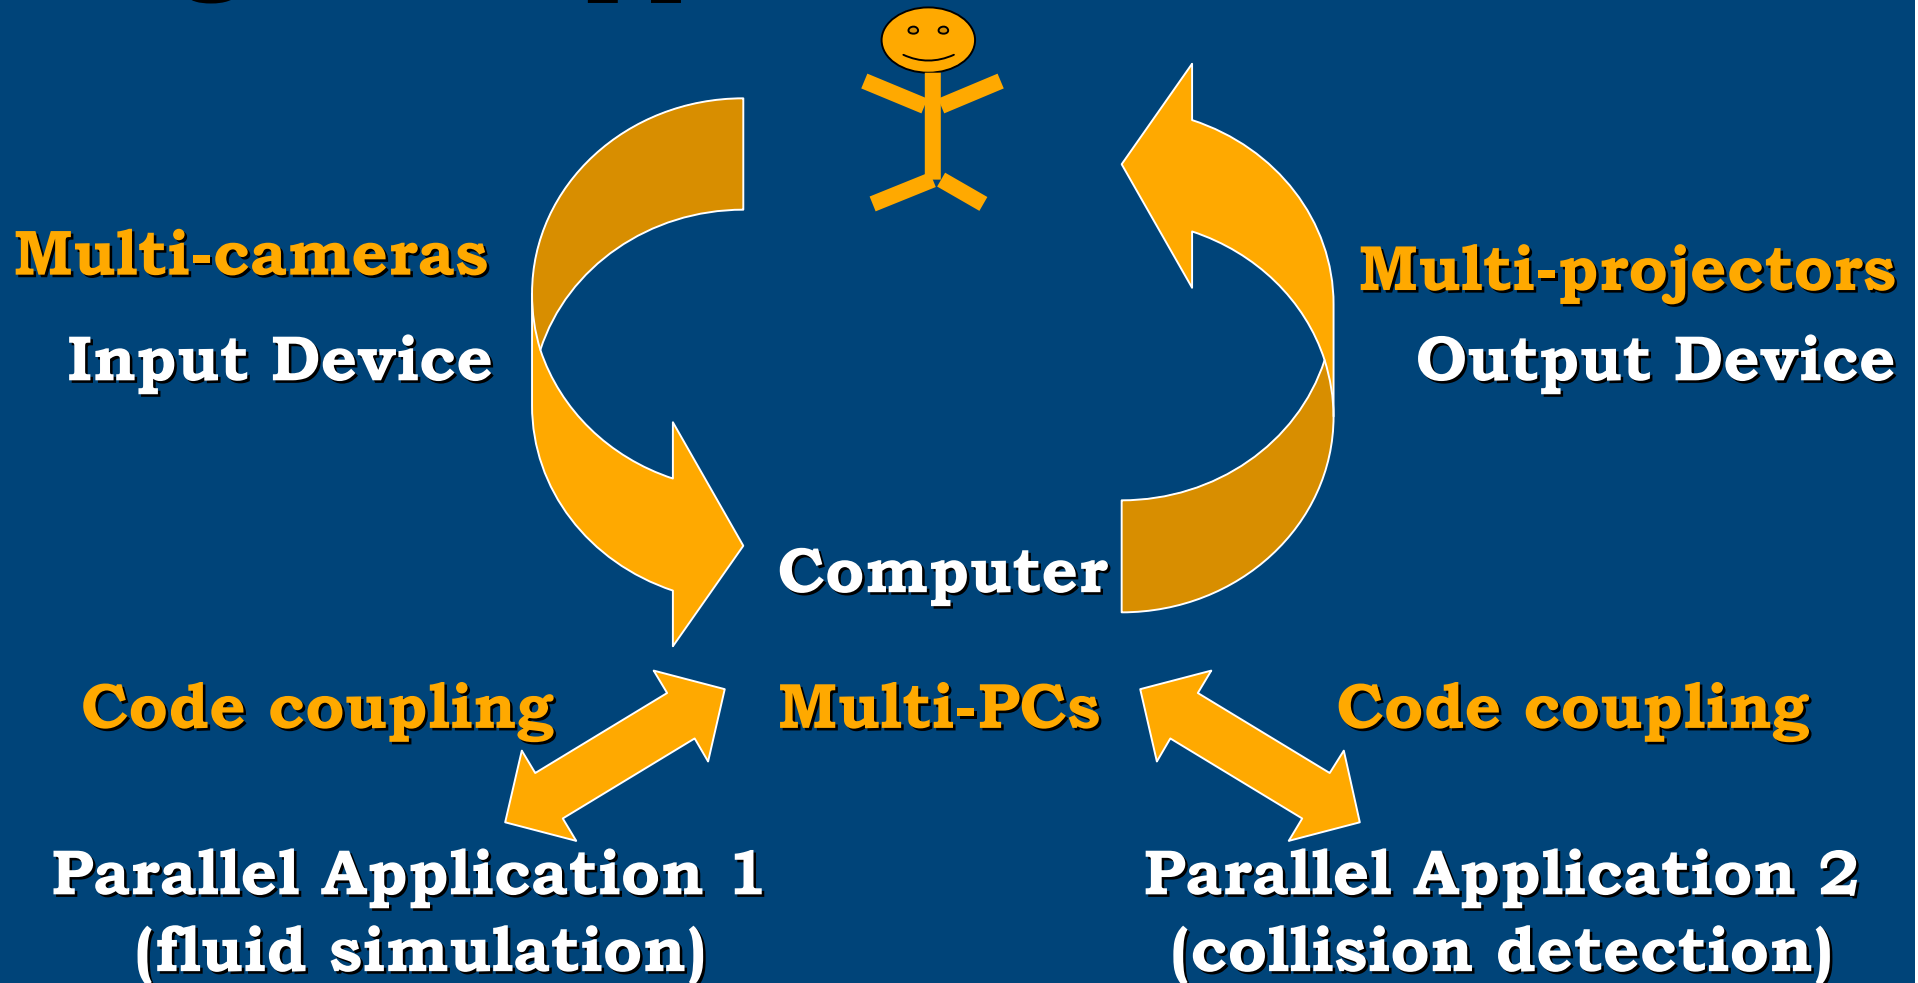 Multi-cameras
Multi-projectors
Input Device
Output Device
Computer
Code coupling
Multi-PCs
Code coupling
Parallel Application 1
(fluid simulation)
Parallel Application 2
(collision detection)